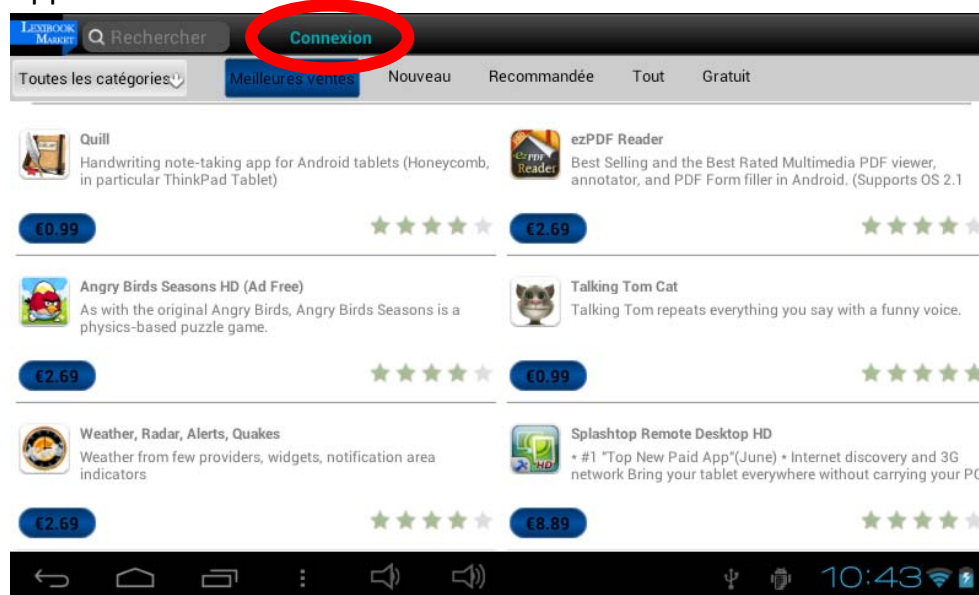 LEXIBOOK
MARKET
Rechercher
Connexion
Toutes les catégories
Meilleures ventes
Nouveau
Recommandée
Tout
Gratuit
Quill
Handwriting note-taking app for Android tablets (Honeycomb,
in particular ThinkPad Tablet)
€0.99
ezPDF Reader
Best Selling and the Best Rated Multimedia PDF viewer,
annotator, and PDF Form filler in Android. (Supports OS 2.1
€2.69
Angry Birds Seasons HD (Ad Free)
As with the original Angry Birds, Angry Birds Seasons is a
physics-based puzzle game.
€2.69
Talking Tom Cat
Talking Tom repeats everything you say with a funny voice.
€0.99
Weather, Radar, Alerts, Quakes
Weather from few providers, widgets, notification area
indicators
€2.69
Splashtop Remote Desktop HD
* #1 "Top New Paid App"(June) * Internet discovery and 3G
network Bring your tablet everywhere without carrying your PC
€8.89
10:43